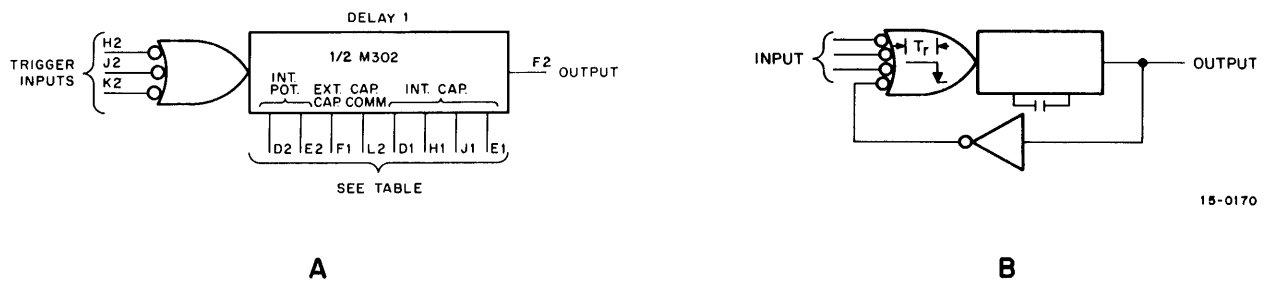 DELAY 1
TRIGGER
INPUTS
H2
J2
K2
1/2 M302
INT.
POT.
EXT. CAP.
CAP COMM
INT. CAP.
F2 OUTPUT
D2 E2 F1 L2 D1 H1 J1 E1
SEE TABLE
A
INPUT
Tr
OUTPUT
15-0170
B